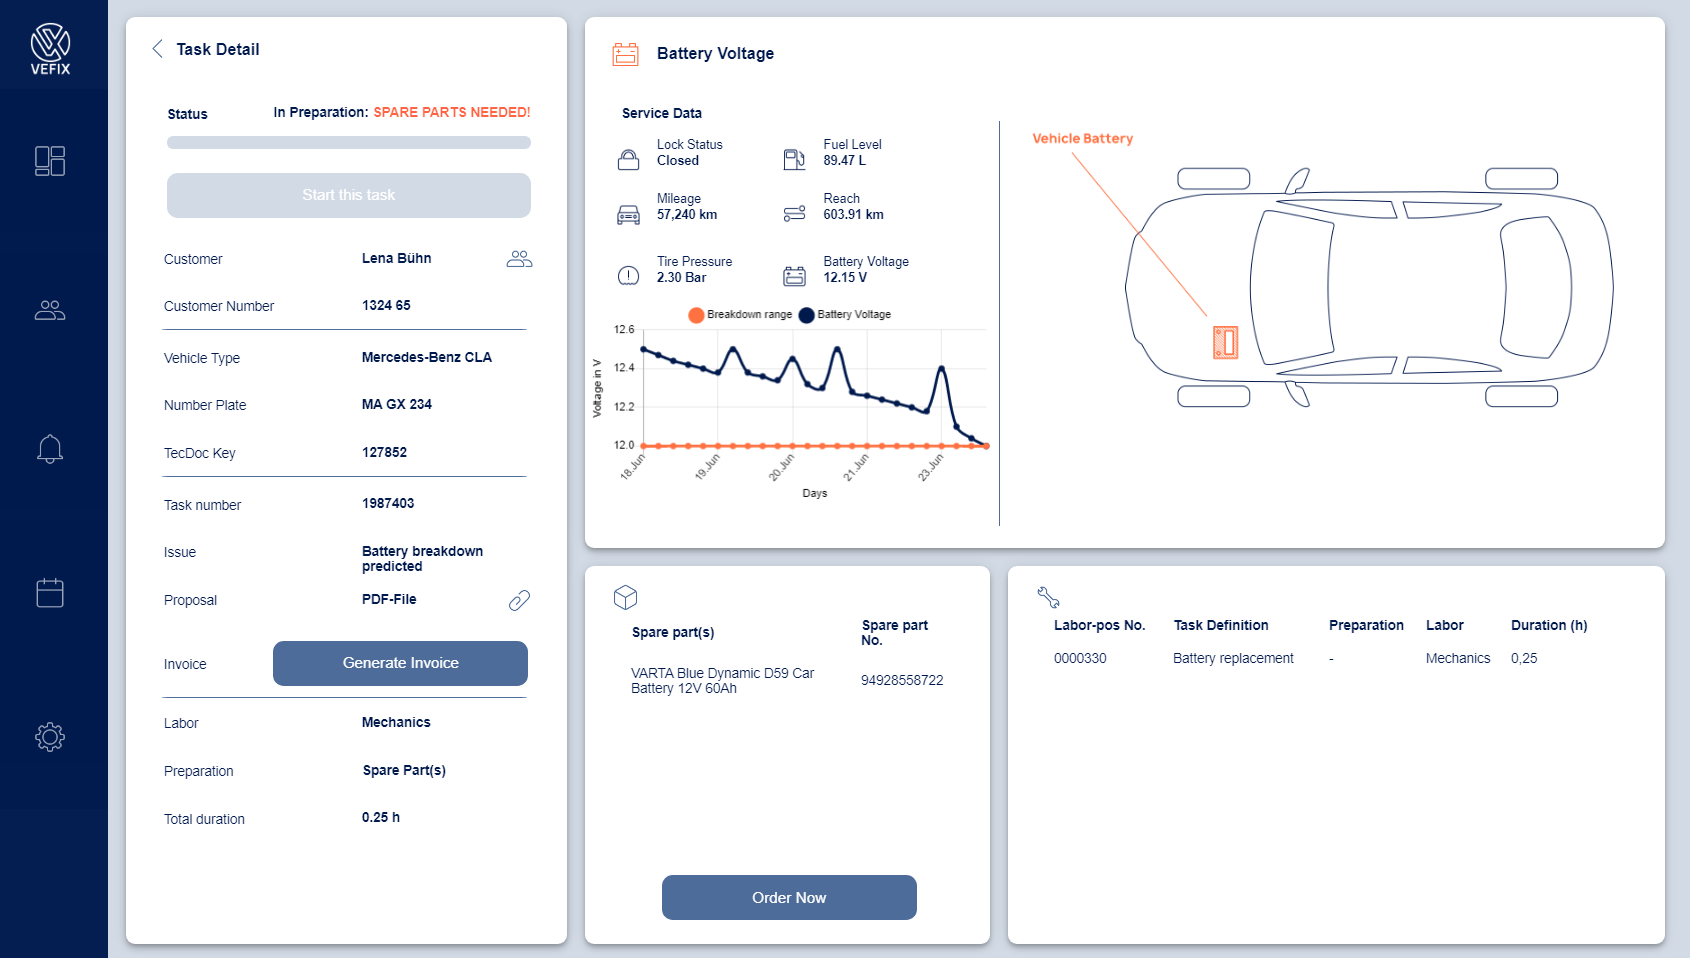 VEFIX
Task Detail
Status
In Preparation: SPARE PARTS NEEDED!
Start this task
Customer
Lena Bühn
Customer Number
1324 65
Vehicle Type
Mercedes-Benz CLA
Number Plate
MA GX 234
TecDoc Key
127852
Task number
1987403
Issue
Battery breakdown
predicted
Proposal
PDF-File
Invoice
Generate Invoice
Labor
Mechanics
Preparation
Spare Part(s)
Total duration
0.25 h
Battery Voltage
Service Data
Lock Status
Closed
Fuel Level
89.47 L
Mileage
57,240 km
Reach
603.91 km
Tire Pressure
2.30 Bar
Battery Voltage
12.15 V
Breakdown range
Battery Voltage
Voltage in V
12.6
12.4
12.2
12.0
18.Jun
19.Jun
20.Jun
21.Jun
23.Jun
Days
Vehicle Battery
Spare part(s)
Spare part
No.
VARTA Blue Dynamic D59 Car
Battery 12V 60Ah
94928558722
Order Now
Labor-pos No.
Task Definition
Preparation
Labor
Duration (h)
0000330
Battery replacement
-
Mechanics
0,25